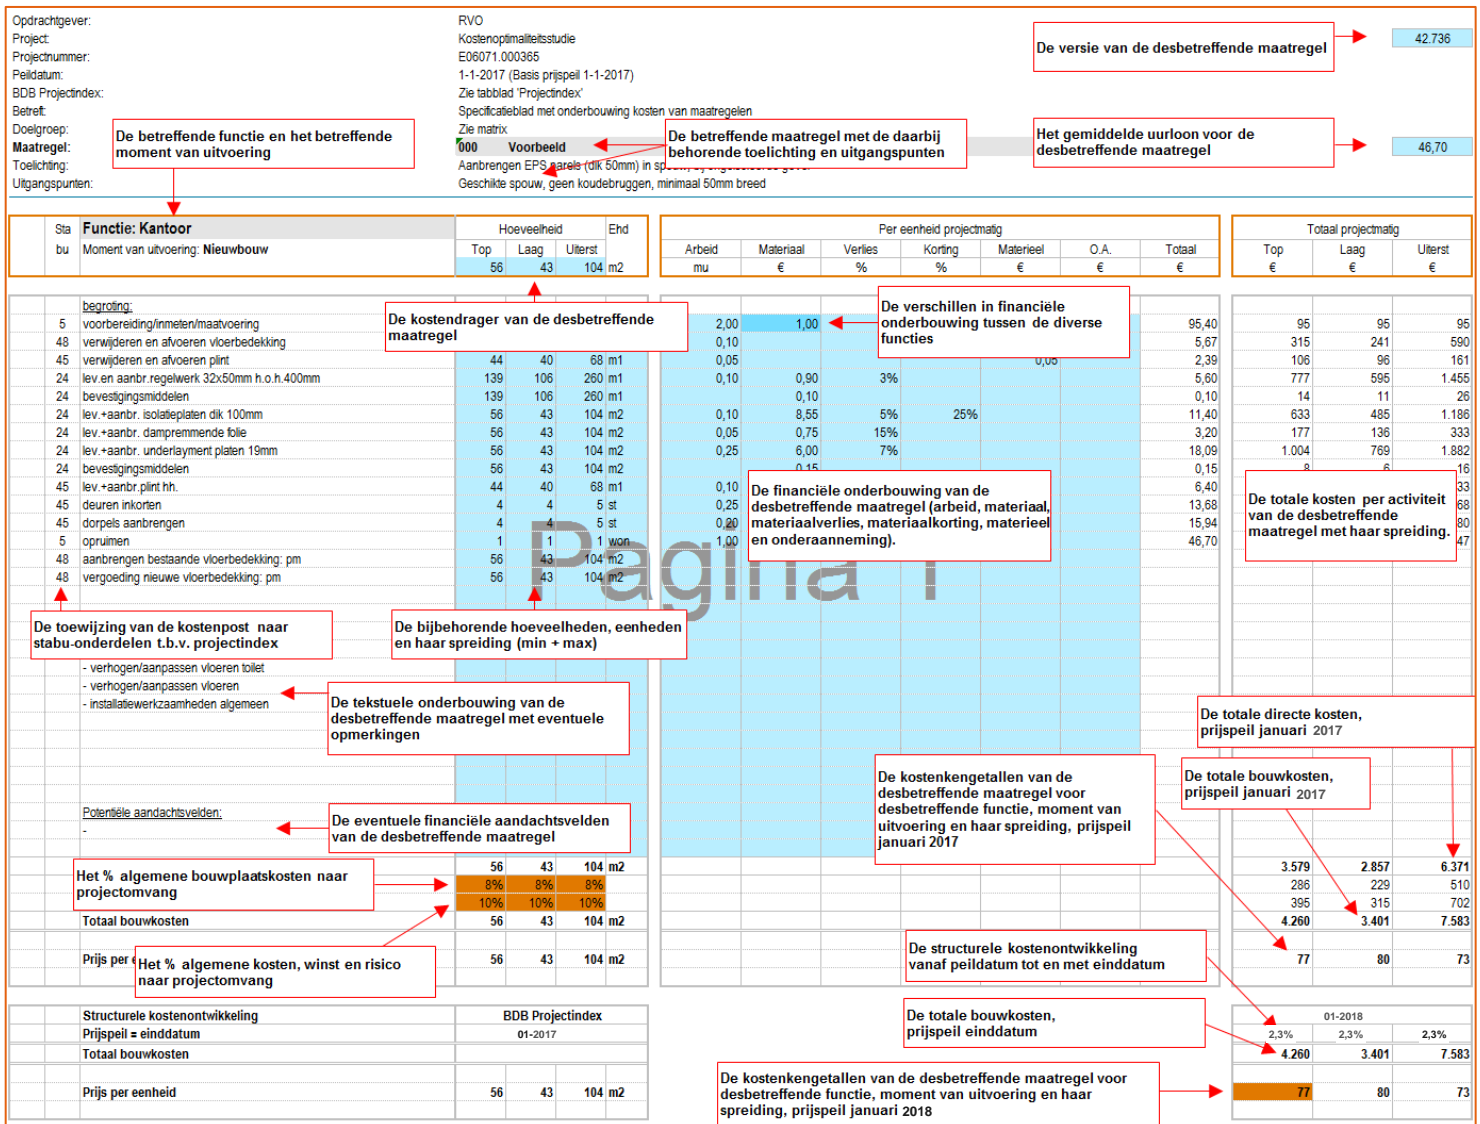 Opdrachtgever: RVO
Project: Kostenoptimaliteitsstudie
Projectnummer: E06071.000365
Peildatum: 1-1-2017 (Basis prijspeil 1-1-2017)
BDB Projectindex: Zie tabblad 'Projectindex'
Betreft: Specificatieblad met onderbouwing kosten van maatregelen
Doelgroep: Zie matrix
Maatregel: 000 Voorbeeld
Toelichting: Aanbrengen EPS parels (dik 50mm) in
Uitgangspunten: Geschikte spouw, geen koudebruggen, minimaal 50mm breed
De versie van de desbetreffende maatregel
42.736
De betreffende functie en het betreffende
moment van uitvoering
De betreffende maatregel met de daarbij
behorende toelichting en uitgangspunten
Het gemiddelde uurloon voor de
desbetreffende maatregel
46,70
Sta Functie: Kantoor Hoeveelheid Ehd Per eenheid projectmatig Totaal projectmatig
bu Moment van uitvoering: Nieuwbouw Top Laag Uiterst Arbeid Materiaal Verlies Korting Materieel O.A. Totaal Top Laag Uiterst
56 43 104 m2 mu € % % € € € € € €
begroting:
5 voorbereiding/inmeten/maatvoering 2,00 1,00 95,40 95 95 95
48 verwijderen en afvoeren vloerbedekking 0,10 5,67 315 241 590
45 verwijderen en afvoeren plint 44 40 68 m1 0,05 0,05 2,39 106 96 161
24 lev.en aanbr.regelwerk 32x50mm h.o.h.400mm 139 106 260 m1 0,10 0,90 3% 5,60 777 595 1.455
24 bevestigingsmiddelen 139 106 260 m1 0,10 0,10 14 11 26
24 lev.+aanbr. isolatieplaten dik 100mm 56 43 104 m2 0,10 8,55 5% 25% 11,40 633 485 1.186
24 lev.+aanbr. dampremmende folie 56 43 104 m2 0,05 0,75 15% 3,20 177 136 333
24 lev.+aanbr. underlayment platen 19mm 56 43 104 m2 0,25 6,00 7% 18,09 1.004 769 1.882
24 bevestigingsmiddelen 56 43 104 m2 0,15 0,15 8 6 16
45 lev.+aanbr.plint hh. 44 40 68 m1 0,10 6,40 33
45 deuren inkorten 4 4 5 st 0,25 13,68 68
45 dorpels aanbrengen 4 4 5 st 0,20 15,94 80
5 opruimen 1 1 1 won 1,00 46,70 47
48 aanbrengen bestaande vloerbedekking: pm 56 43 104 m2
48 vergoeding nieuwe vloerbedekking: pm 56 43 104 m2
De kostendrager van de desbetreffende
maatregel
De verschillen in financiële
onderbouwing tussen de diverse
functies
De financiële onderbouwing van de
desbetreffende maatregel (arbeid, materiaal,
materiaalverlies, materiaalkorting, materieel
en onderaanneming).
De totale kosten per activiteit
van de desbetreffende
maatregel met haar spreiding.
Pagina 1
De toewijzing van de kostenpost naar
stabu-onderdelen t.b.v. projectindex
De bijbehorende hoeveelheden, eenheden
en haar spreiding (min + max)
- verhogen/aanpassen vloeren toilet
- verhogen/aanpassen vloeren
- installatiewerkzaamheden algemeen
De tekstuele onderbouwing van de
desbetreffende maatregel met eventuele
opmerkingen
De totale directe kosten,
prijspeil januari 2017
De kostenkengetallen van de
desbetreffende maatregel voor
desbetreffende functie, moment van
uitvoering en haar spreiding, prijspeil
januari 2017
De totale bouwkosten,
prijspeil januari 2017
Potentiële aandachtsvelden:
-
De eventuele financiële aandachtsvelden
van de desbetreffende maatregel
56 43 104 m2 3.579 2.857 6.371
Het % algemene bouwplaatskosten naar
projectomvang
8% 8% 8% 286 229 510
10% 10% 10% 395 315 702
Totaal bouwkosten 56 43 104 m2 4.260 3.401 7.583
Prijs per 56 43 104 m2 77 80 73
Het % algemene kosten, winst en risico
naar projectomvang
De structurele kostenontwikkeling
vanaf peildatum tot en met einddatum
Structurele kostenontwikkeling BDB Projectindex 01-2018
Prijspeil = einddatum 01-2017 2,3% 2,3% 2,3%
Totaal bouwkosten 4.260 3.401 7.583
De totale bouwkosten,
prijspeil einddatum
Prijs per eenheid 56 43 104 m2 77 80 73
De kostenkengetallen van de desbetreffende maatregel voor
desbetreffende functie, moment van uitvoering en haar
spreiding, prijspeil januari 2018